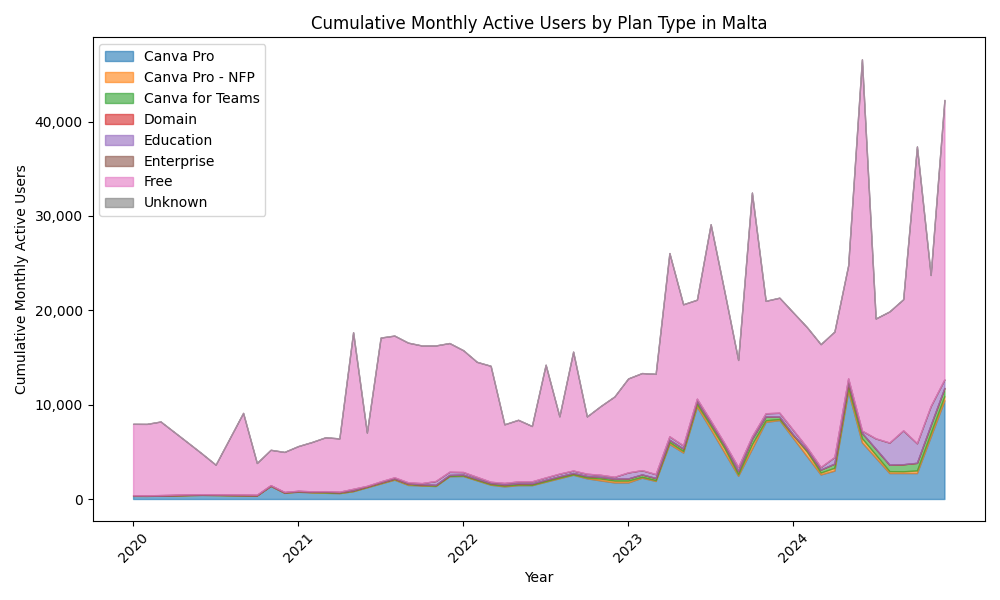 Cumulative Monthly Active Users by Plan Type in Malta
Canva Pro
Canva Pro - NFP
Canva for Teams
Domain
Education
Enterprise
Free
Unknown
Cumulative Monthly Active Users
40,000
30,000
20,000
10,000
0
2020
2021
2022
2023
2024
Year